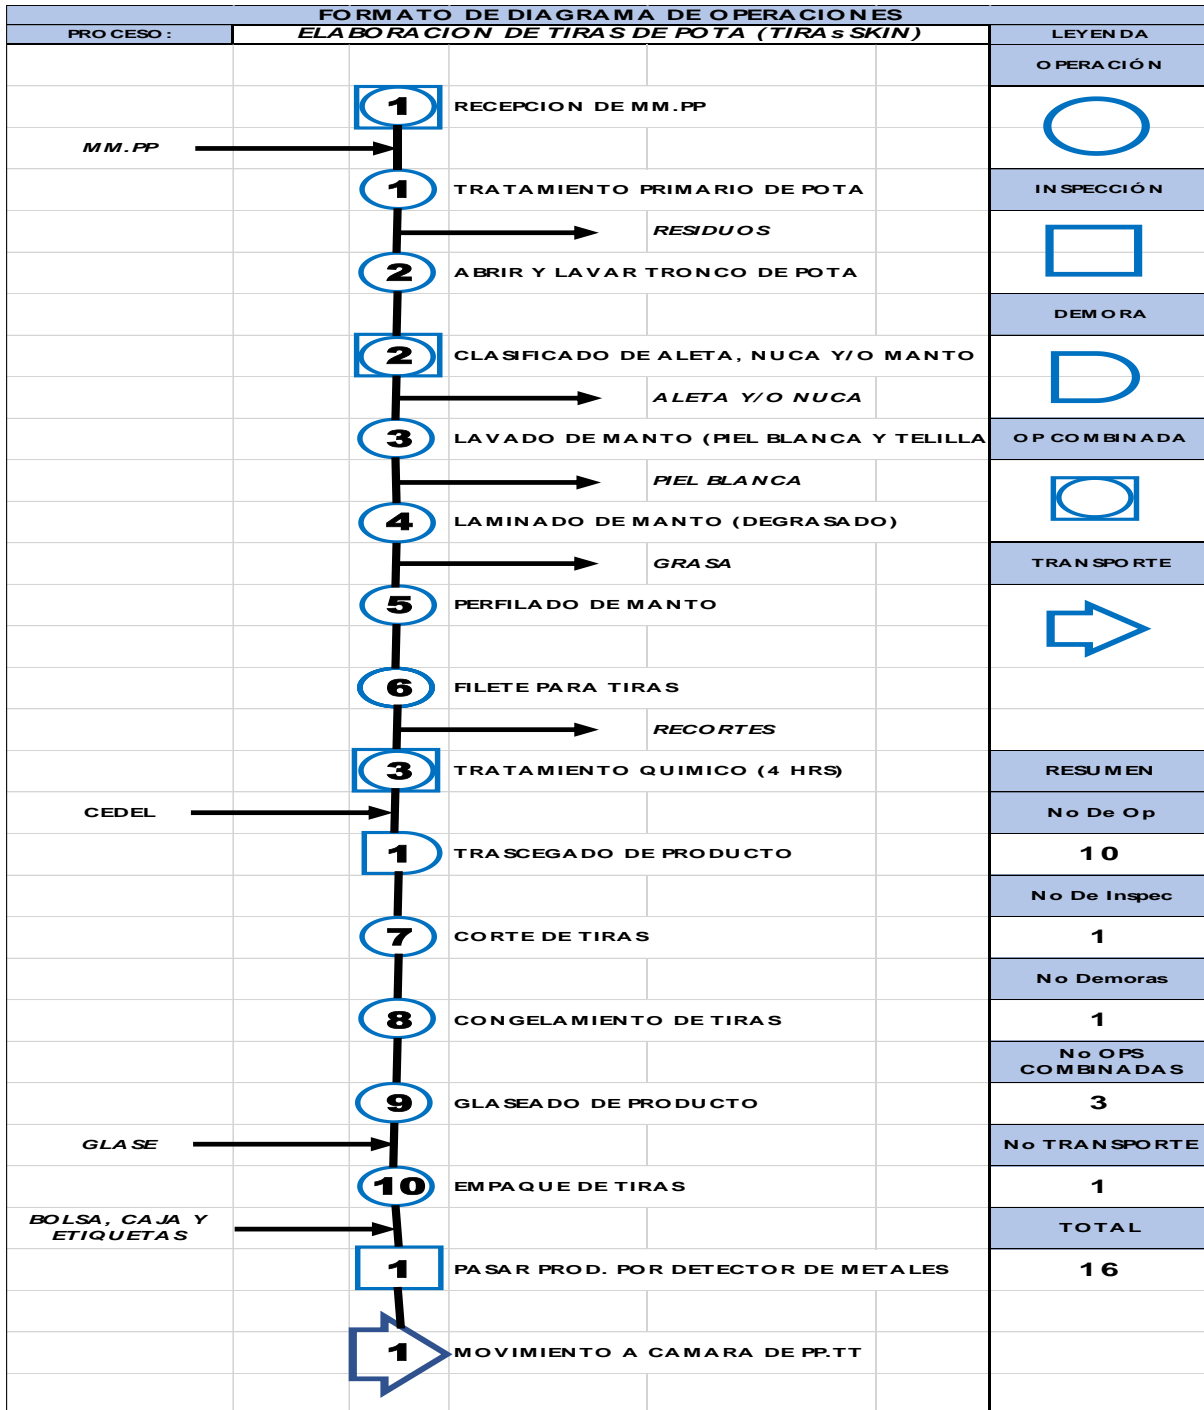 FORMATO DE DIAGRAMA DE OPERACIONES
PROCESO:
ELABORACION DE TIRAS DE POTA (TIRAs SKIN)
LEYENDA
OPERACIÓN
1
RECEPCION DE MM.PP
MM.PP
1
TRATAMIENTO PRIMARIO DE POTA
INSPECCIÓN
RESIDUOS
2
ABRIR Y LAVAR TRONCO DE POTA
DEMORA
2
CLASIFICADO DE ALETA, NUCA Y/O MANTO
ALETA Y/O NUCA
3
LAVADO DE MANTO (PIEL BLANCA Y TELILLA
OP COMBINADA
PIEL BLANCA
4
LAMINADO DE MANTO (DEGRASADO)
GRASA
TRANSPORTE
5
PERFILADO DE MANTO
6
FILETE PARA TIRAS
RECORTES
3
TRATAMIENTO QUIMICO (4 HRS)
RESUMEN
CEDEL
No De Op
1
TRASCEGADO DE PRODUCTO
10
No De Inspec
7
CORTE DE TIRAS
1
No Demoras
8
CONGELAMIENTO DE TIRAS
1
No OPS
COMBINADAS
9
GLASEADO DE PRODUCTO
3
GLASE
No TRANSPORTE
10
EMPAQUE DE TIRAS
1
BOLSA, CAJA Y
ETIQUETAS
TOTAL
1
PASAR PROD. POR DETECTOR DE METALES
16
1
MOVIMIENTO A CAMARA DE PP.TT